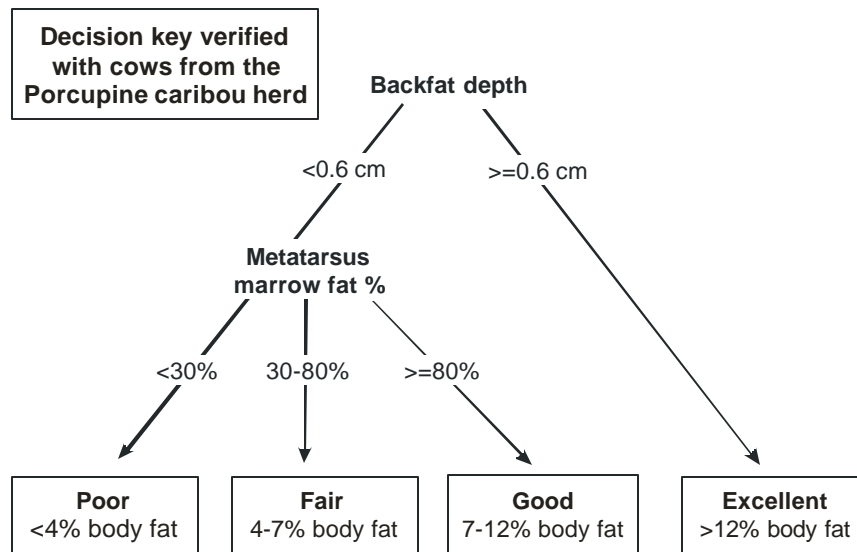 Decision key verified
with cows from the
Porcupine caribou herd
Backfat depth
<0.6 cm
>=0.6 cm
Metatarsus
marrow fat %
<30%
30-80%
>=80%
Poor
<4% body fat
Fair
4-7% body fat
Good
7-12% body fat
Excellent
>12% body fat